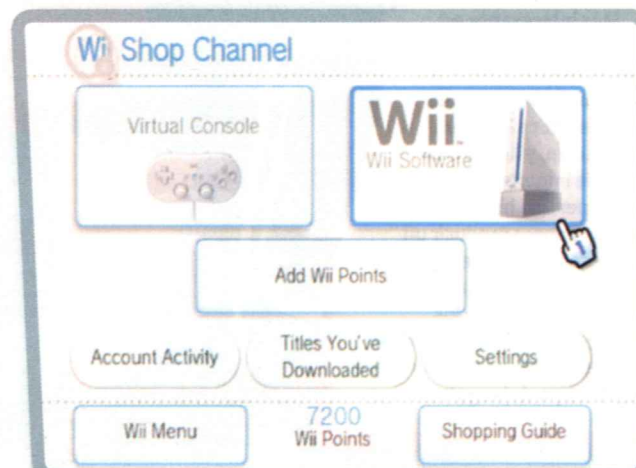 Wii Shop Channel
Virtual Console
Wii
Wii Software
Add Wii Points
Account Activity
Titles You've
Downloaded
Settings
Wii Menu
7200
Wii Points
Shopping Guide
1